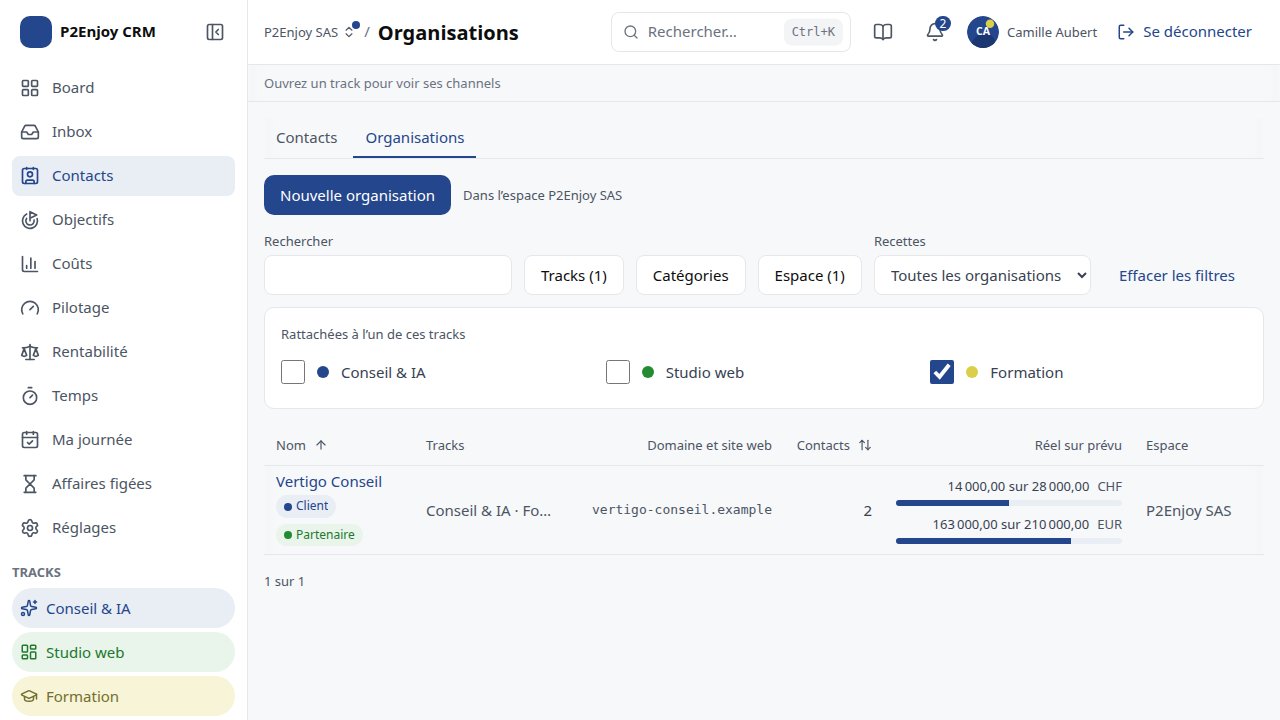 P2Enjoy CRM
P2Enjoy SAS / Organisations
Rechercher... Ctrl+K
2
CA Camille Aubert
Se déconnecter
Board
Inbox
Contacts
Objectifs
Coûts
Pilotage
Rentabilité
Temps
Ma journée
Affaires figées
Réglages
TRACKS
Conseil & IA
Studio web
Formation
Ouvrez un track pour voir ses channels
Contacts Organisations
Nouvelle organisation Dans l'espace P2Enjoy SAS
Rechercher Recettes
Tracks (1) Catégories Espace (1) Toutes les organisations Effacer les filtres
Rattachées à l'un de ces tracks
Conseil & IA Studio web Formation
Nom Tracks Domaine et site web Contacts Réel sur prévu Espace
Vertigo Conseil
Client
Partenaire
Conseil & IA · Fo...
vertigo-conseil.example
2
14 000,00 sur 28 000,00 CHF
163 000,00 sur 210 000,00 EUR
P2Enjoy SAS
1 sur 1